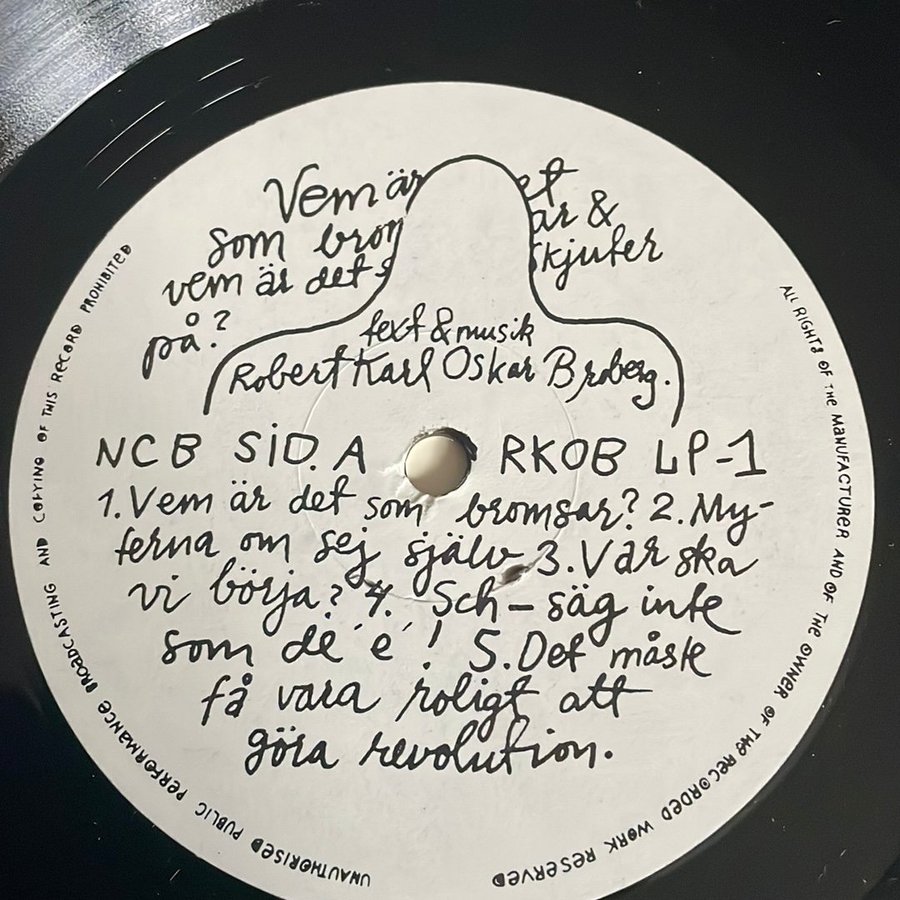 Vem är et
som brom ar &
vem är det s skjuter
på?
text & musik
Robert Karl Oskar Broberg.
NCB SID. A RKOB LP-1
1. Vem är det som bromsar? 2. My-
terna om sej själv 3. Var ska
vi börja? 4. Sch-säg inte
som de´ e´! 5. Det måste
få vara roligt att
göra revolution.
ALL RIGHTS OF THE MANUFACTURER AND OF THE OWNER OF THE RECORDED WORK RESERVED
UNAUTHORISED PUBLIC PERFORMANCE BROADCASTING AND COPYING OF THIS RECORD PROHIBITED